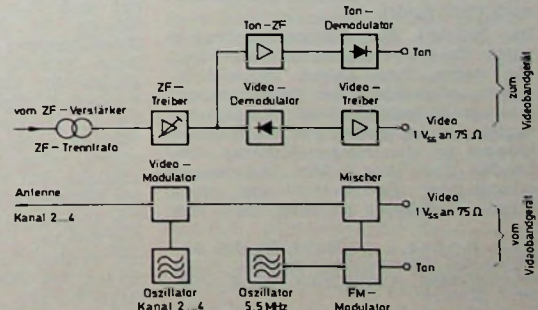 Ton-ZF
Ton-
Demodulator
Ton
ZF-
Treiber
Video-
Demodulator
Video-
Treiber
vom ZF-Verstärker
ZF-Trenntrafo
Video
1 Vss an 75 Ω
zum
Videobandgerät
Video-
Modulator
Mischer
Antenne
Kanal 2...4
Video
1 Vss an 75 Ω
vom
Videobandgerät
Ton
Oszillator
Kanal 2...4
Oszillator
5,5 MHz
FM-
Modulator